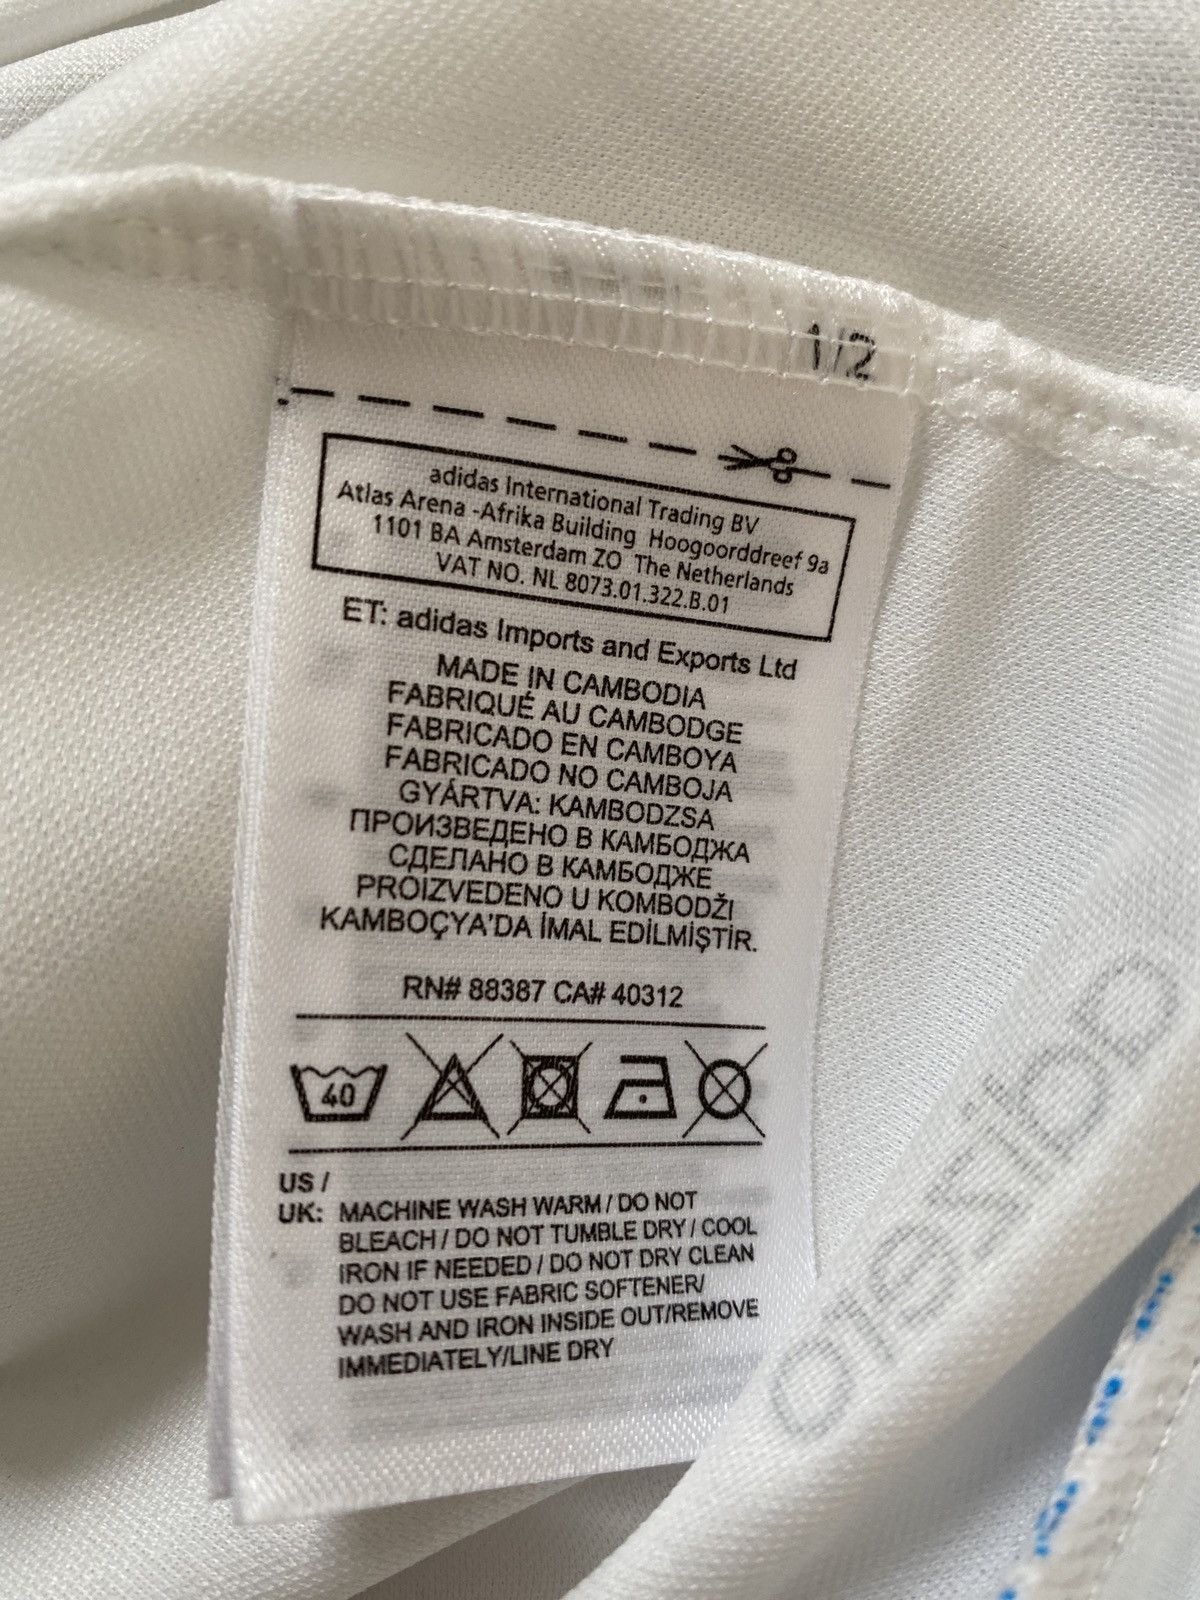 1/2
adidas International Trading BV
Atlas Arena -Afrika Building Hoogoorddreef 9a
1101 BA Amsterdam ZO The Netherlands
VAT NO. NL 8073.01.322.B.01
ET: adidas Imports and Exports Ltd
MADE IN CAMBODIA
FABRIQUÉ AU CAMBODGE
FABRICADO EN CAMBOYA
FABRICADO NO CAMBOJA
GYÁRTVA: KAMBODZSA
ПРОИЗВЕДЕНО В КАМБОДЖА
СДЕЛАНО В КАМБОДЖЕ
PROIZVEDENO U KOMBODŽI
KAMBOÇYA'DA İMAL EDİLMİŞTİR.
RN# 88387 CA# 40312
40
US /
UK: MACHINE WASH WARM / DO NOT
BLEACH / DO NOT TUMBLE DRY / COOL
IRON IF NEEDED / DO NOT DRY CLEAN
DO NOT USE FABRIC SOFTENER/
WASH AND IRON INSIDE OUT/REMOVE
IMMEDIATELY/LINE DRY